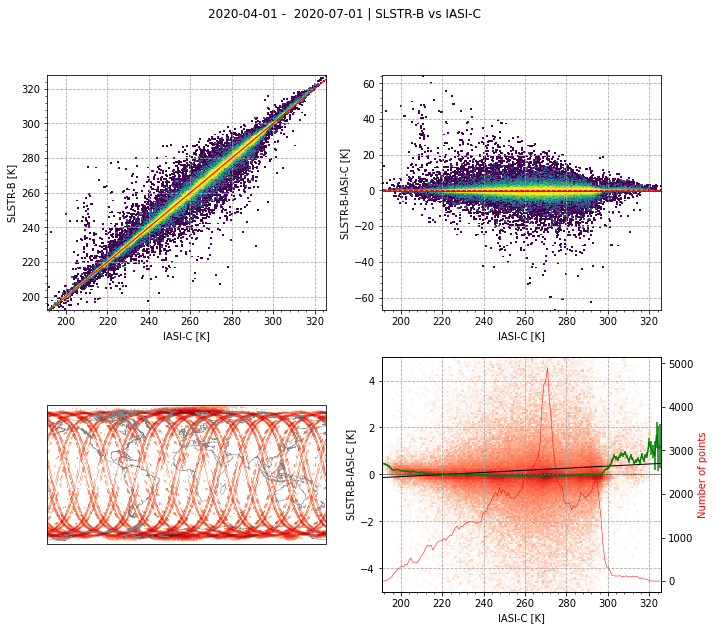 2020-04-01 -  2020-07-01 | SLSTR-B vs IASI-C
320
300
280
260
240
220
200
SLSTR-B [K]
200 220 240 260 280 300 320
IASI-C [K]
60
40
20
0
−20
−40
−60
SLSTR-B-IASI-C [K]
200 220 240 260 280 300 320
IASI-C [K]
4
2
0
−2
−4
SLSTR-B-IASI-C [K]
200 220 240 260 280 300 320
IASI-C [K]
5000
4000
3000
2000
1000
0
Number of points